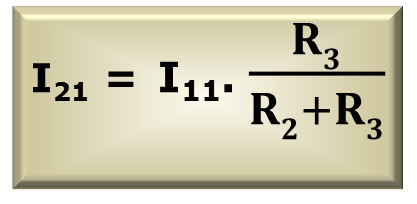 I₂₁ = I₁₁. R₃/(R₂+R₃)